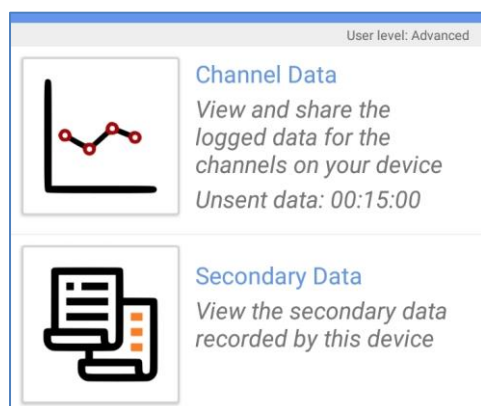 User level: Advanced
Channel Data
View and share the
logged data for the
channels on your device
Unsent data: 00:15:00
Secondary Data
View the secondary data
recorded by this device